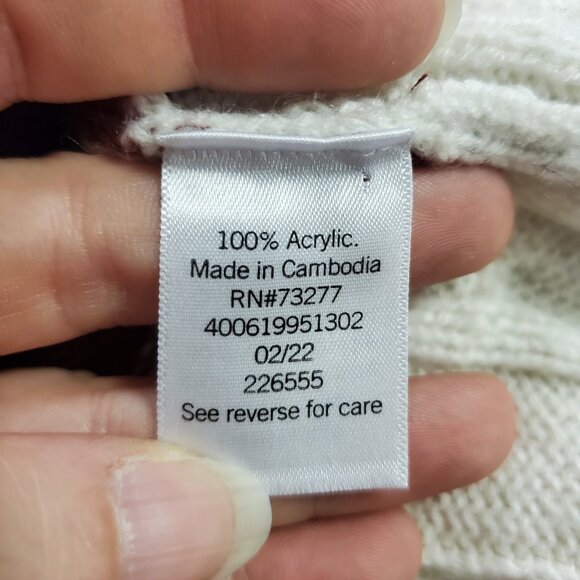 100% Acrylic.
Made in Cambodia
RN#73277
400619951302
02/22
226555
See reverse for care